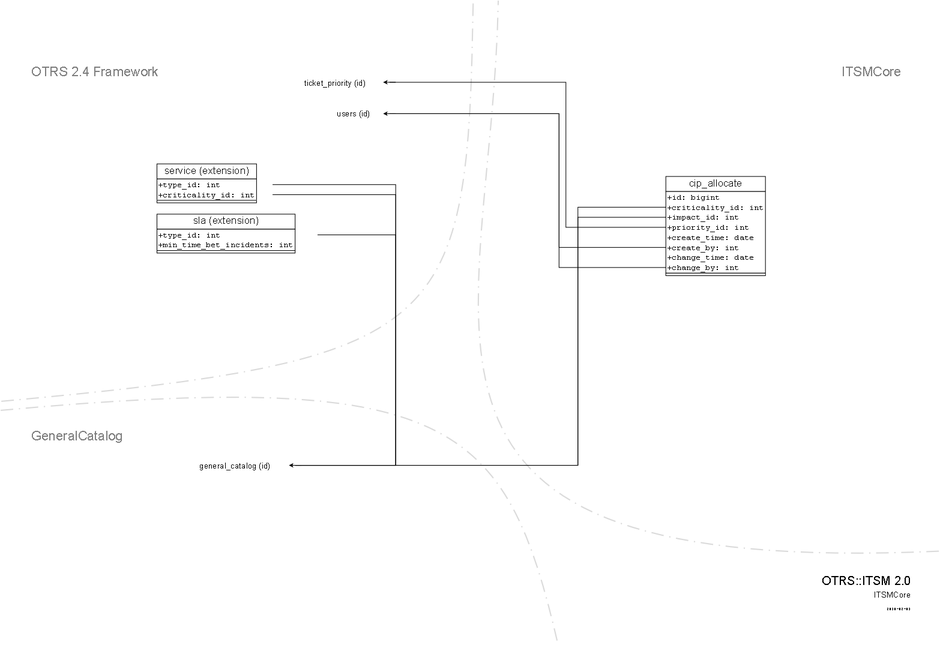 OTRS 2.4 Framework
ITSMCore
ticket_priority (id)
users (id)
service (extension)
+type_id: int
+criticality_id: int
sla (extension)
+type_id: int
+min_time_bet_incidents: int
cip_allocate
+id: bigint
+criticality_id: int
+impact_id: int
+priority_id: int
+create_time: date
+create_by: int
+change_time: date
+change_by: int
GeneralCatalog
general_catalog (id)
OTRS::ITSM 2.0
ITSMCore